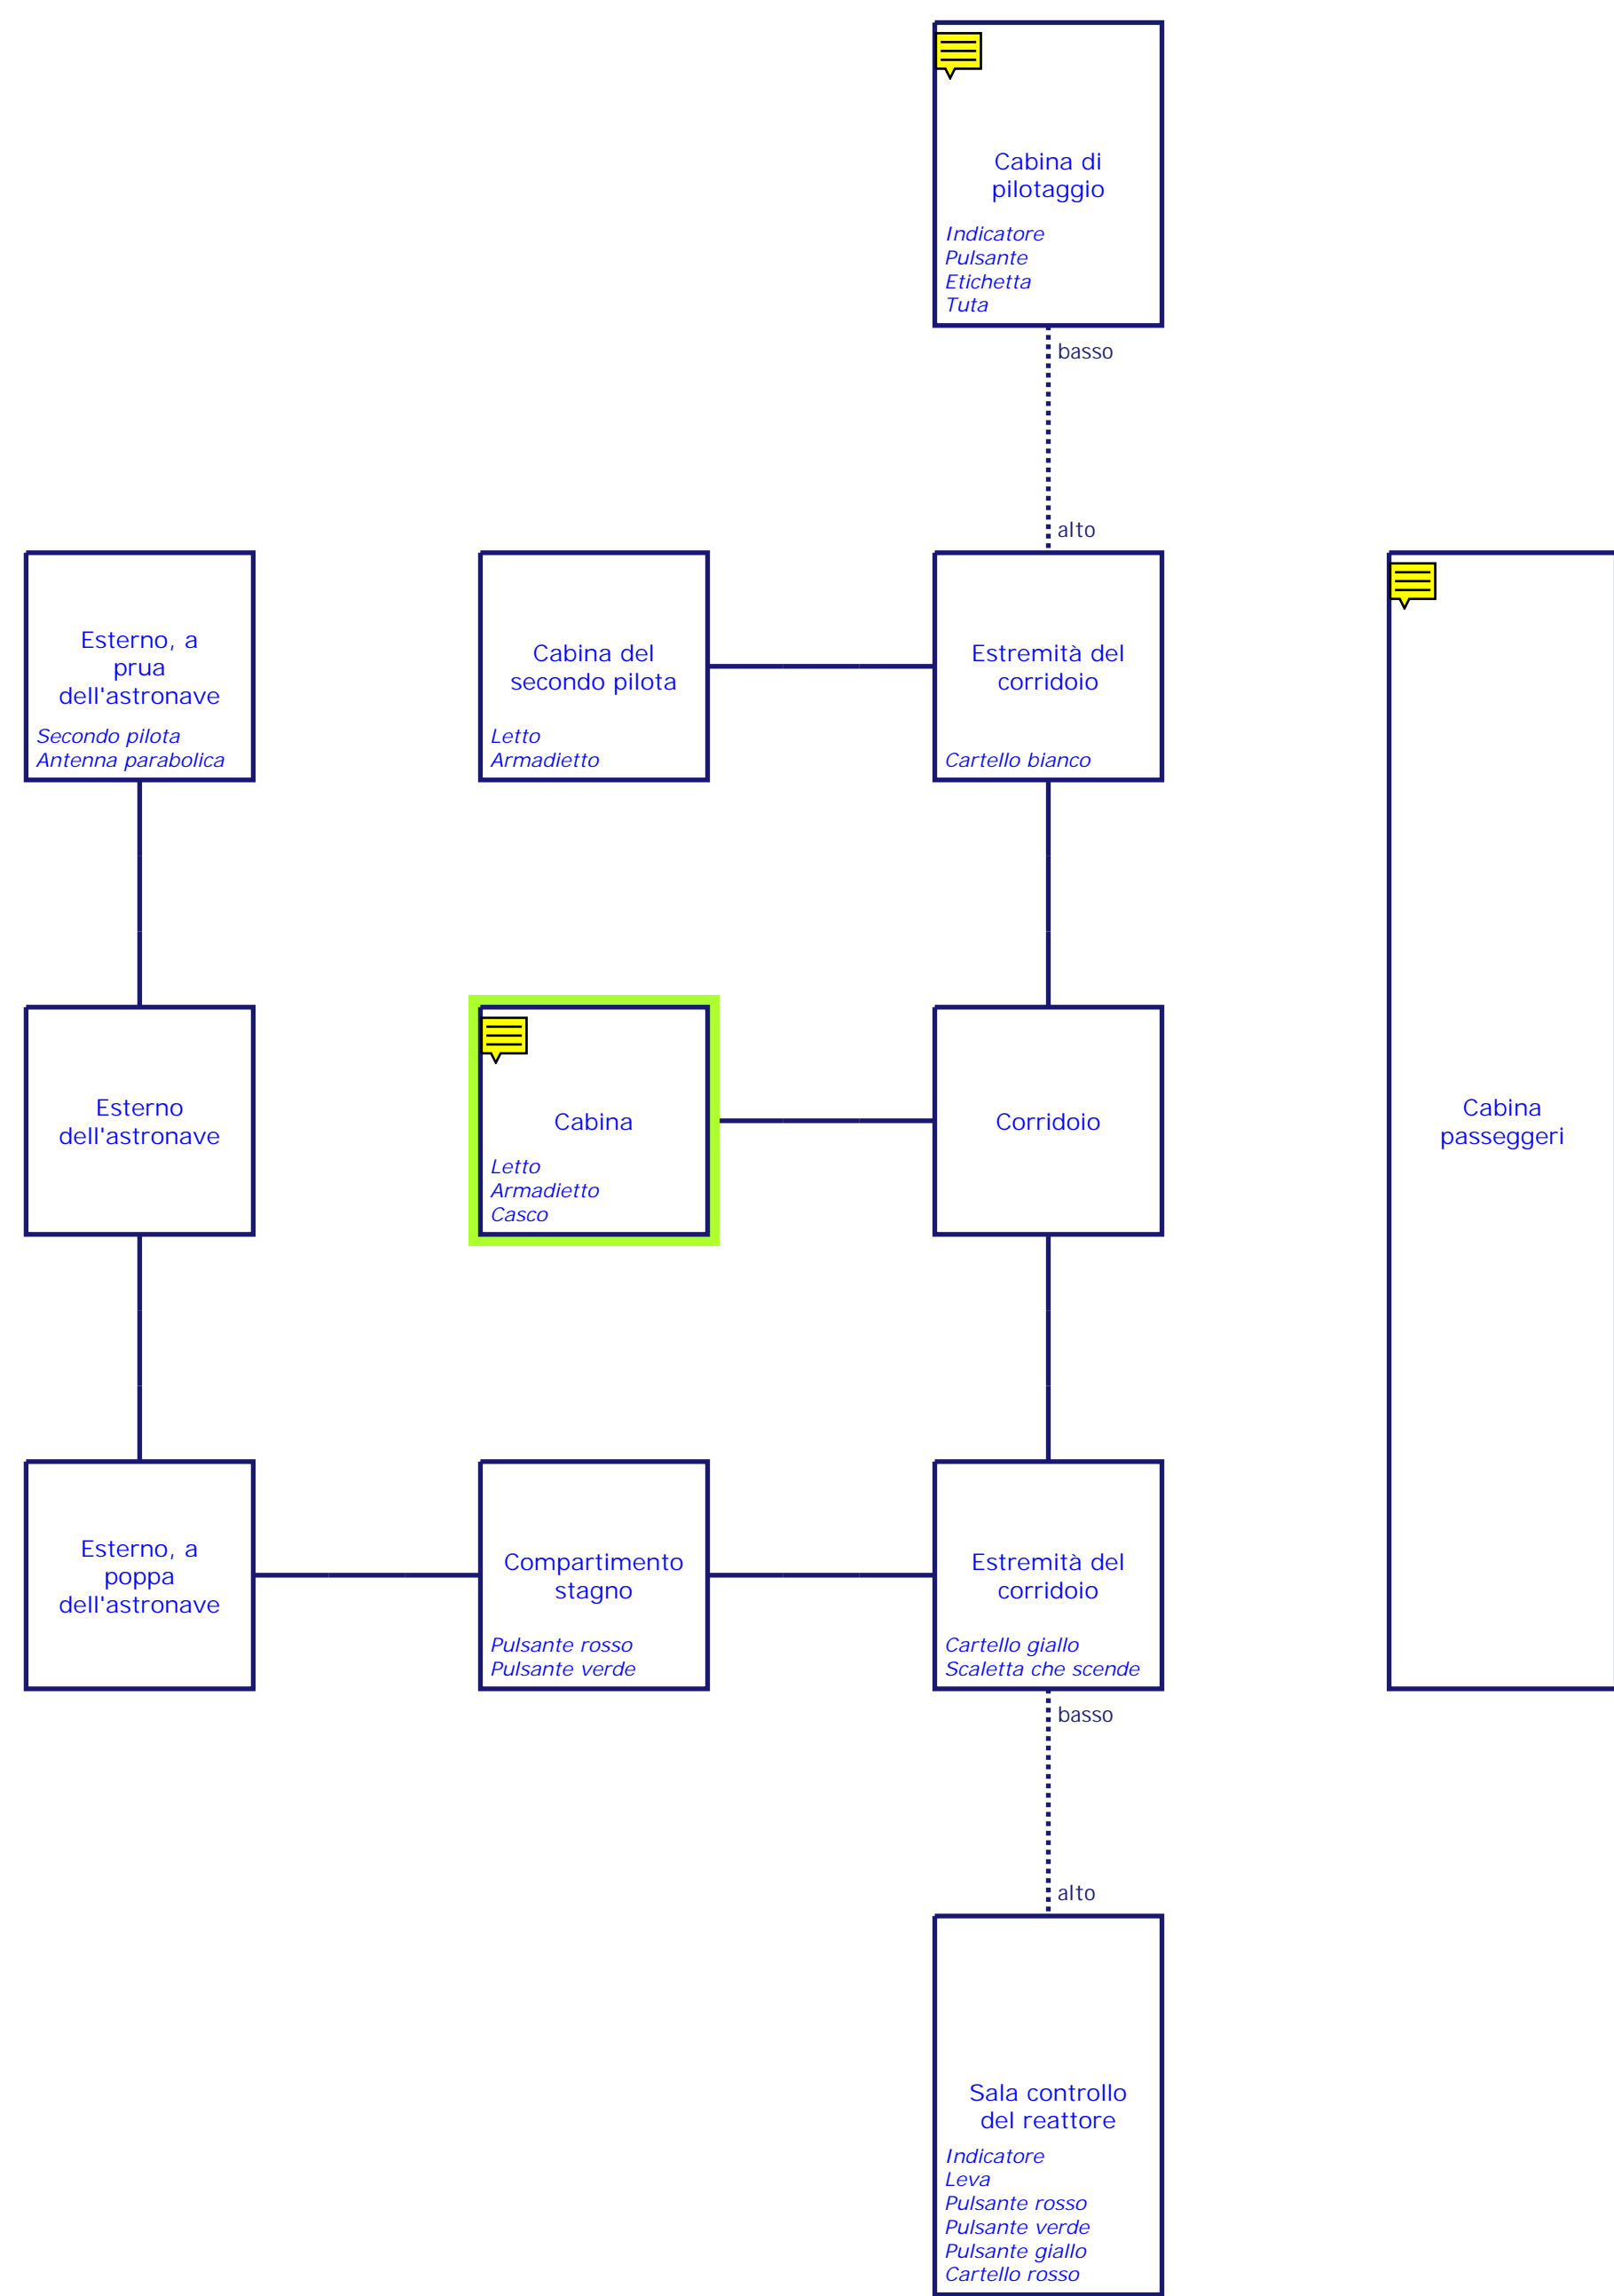 Cabina di
pilotaggio
Indicatore
Pulsante
Etichetta
Tuta
basso
alto
Esterno, a
prua
dell'astronave
Secondo pilota
Antenna parabolica
Cabina del
secondo pilota
Letto
Armadietto
Estremità del
corridoio
Cartello bianco
Esterno
dell'astronave
Cabina
Letto
Armadietto
Casco
Corridoio
Cabina
passeggeri
Esterno, a
poppa
dell'astronave
Compartimento
stagno
Pulsante rosso
Pulsante verde
Estremità del
corridoio
Cartello giallo
Scaletta che scende
basso
alto
Sala controllo
del reattore
Indicatore
Leva
Pulsante rosso
Pulsante verde
Pulsante giallo
Cartello rosso